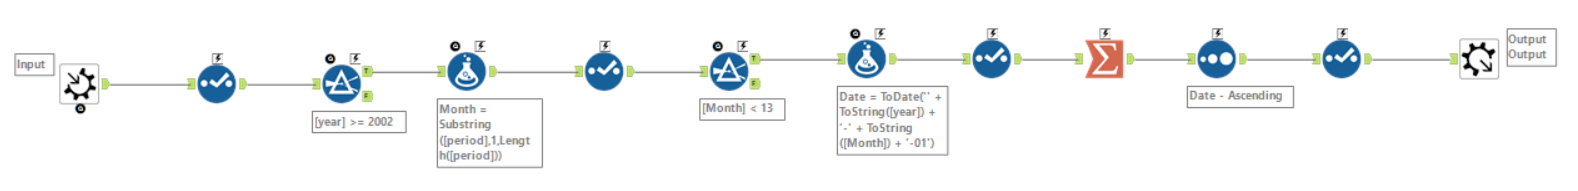 Input
T
F
[year] >= 2002
Month =
Substring
([period],1,Lengt
h([period]))
T
F
[Month] < 13
Date = ToDate('' +
ToString([year]) +
'-' + ToString
([Month]) + '-01')
Date - Ascending
Output
Output